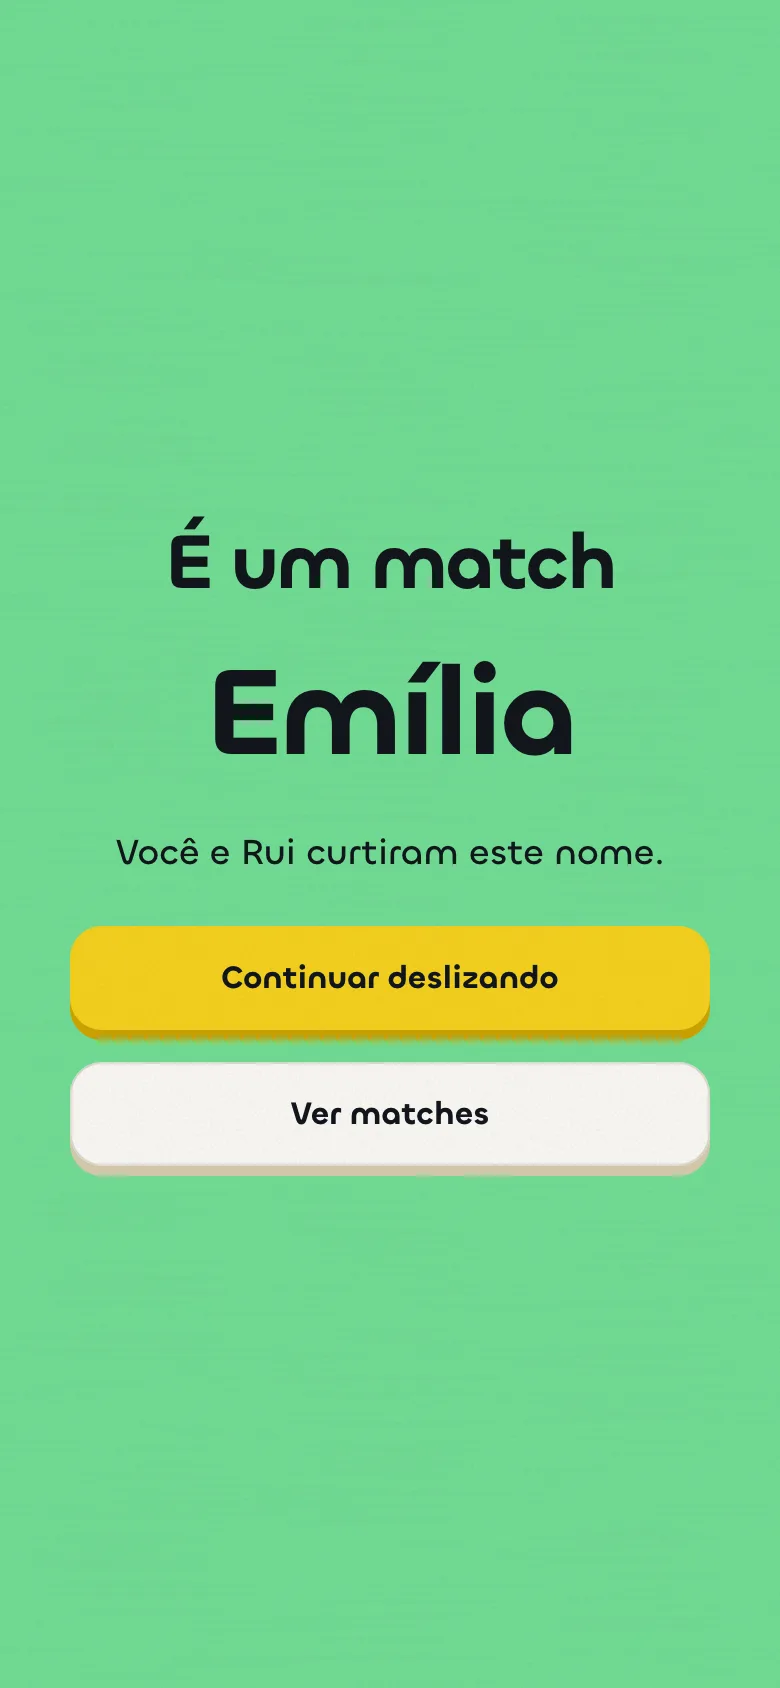 É um match
Emília
Você e Rui curtiram este nome.
Continuar deslizando
Ver matches